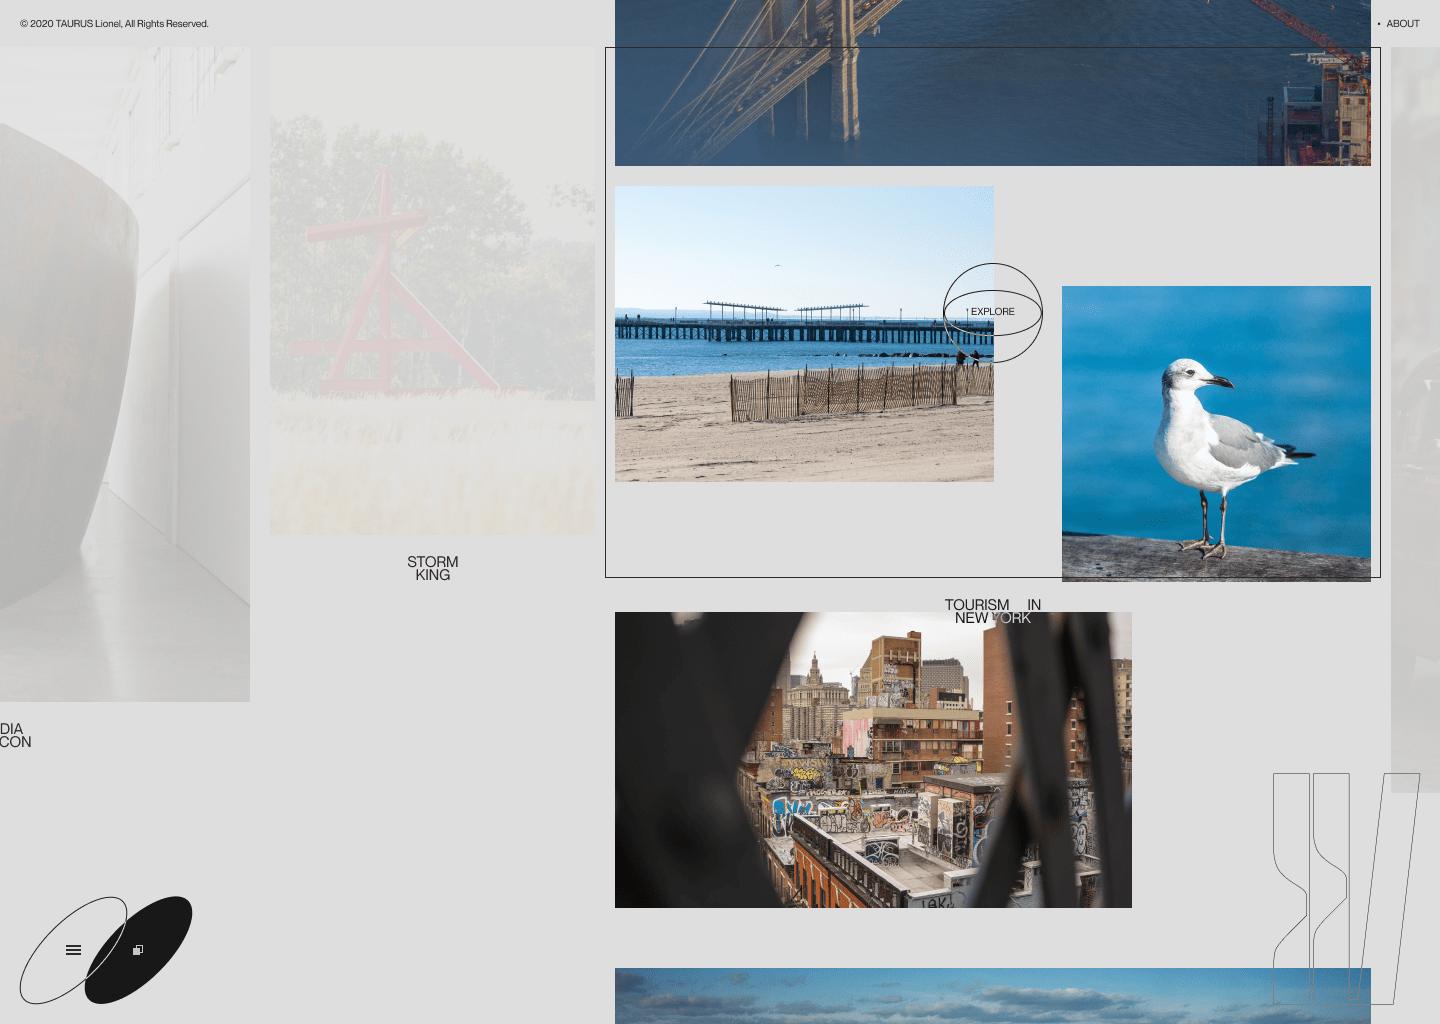 © 2020 TAURUS Lionel, All Rights Reserved.
• ABOUT
EXPLORE
STORM
KING
TOURISM IN
NEW YORK
DIA
CON